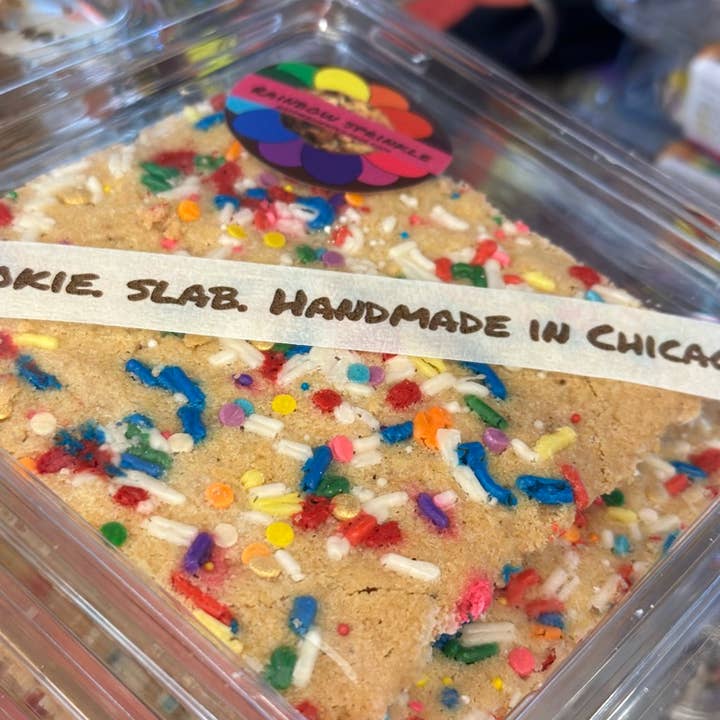 RAINBOW SPRINKLE
OKIE. SLAB. HANDMADE IN CHICAG